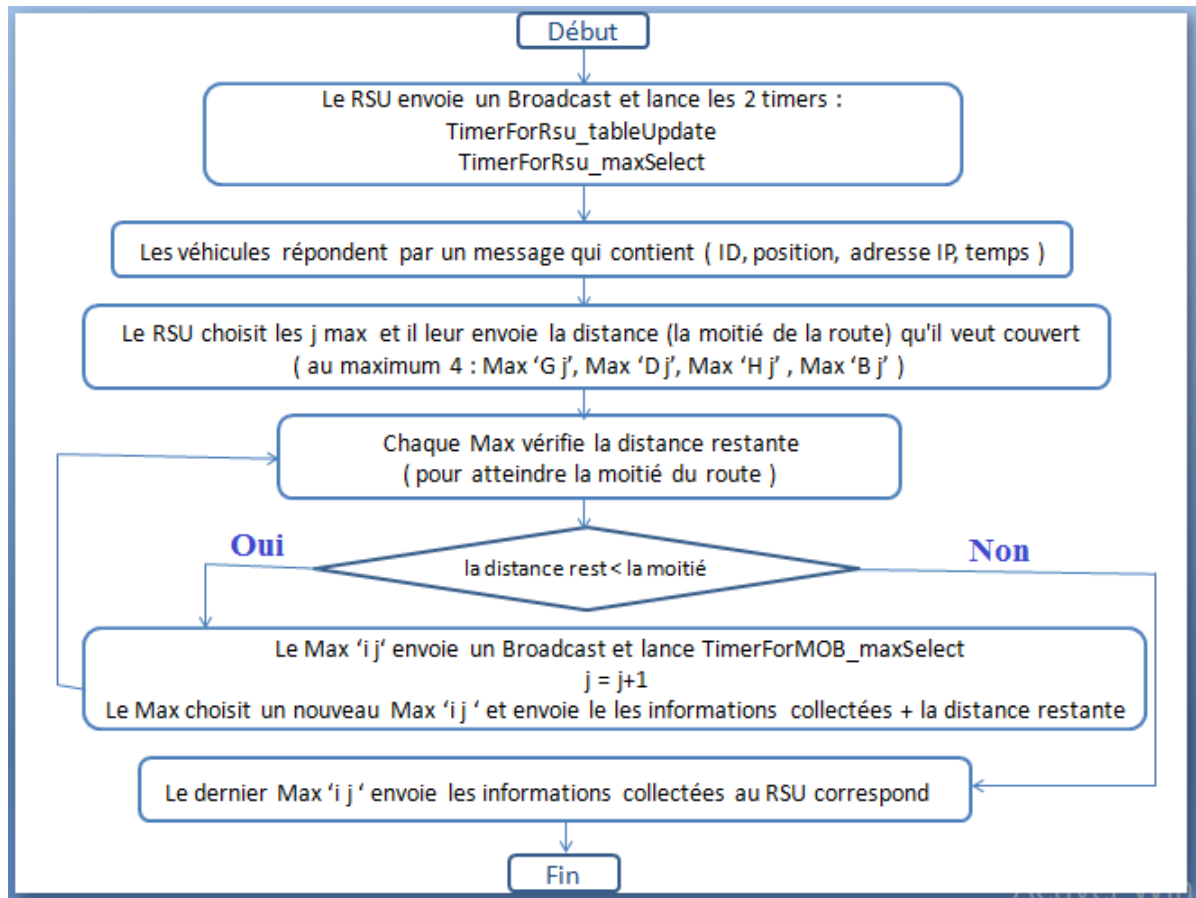 Début
Le RSU envoie un Broadcast et lance les 2 timers :
TimerForRsu_tableUpdate
TimerForRsu_maxSelect
Les véhicules répondent par un message qui contient ( ID, position, adresse IP, temps )
Le RSU choisit les j max et il leur envoie la distance (la moitié de la route) qu'il veut couvert
( au maximum 4 : Max ‘G j’, Max ‘D j’, Max ‘H j’ , Max ‘B j’ )
Chaque Max vérifie la distance restante
( pour atteindre la moitié du route )
Oui
Non
la distance rest < la moitié
Le Max ‘i j‘ envoie un Broadcast et lance TimerForMOB_maxSelect
j = j+1
Le Max choisit un nouveau Max ‘i j ‘ et envoie le les informations collectées + la distance restante
Le dernier Max ‘i j ‘ envoie les informations collectées au RSU correspond
Fin